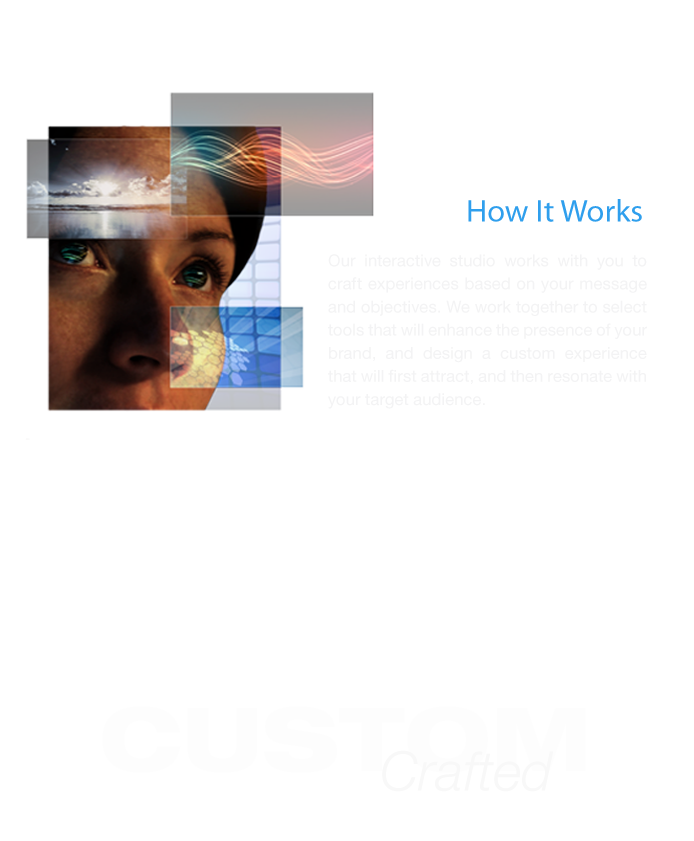 How It Works
Our interactive studio works with you to
craft experiences based on your message
and objectives. We work together to select
tools that will enhance the presence of your
brand, and design a custom experience
that will first attract, and then resonate with
your target audience.
CUSTOM
Crafted